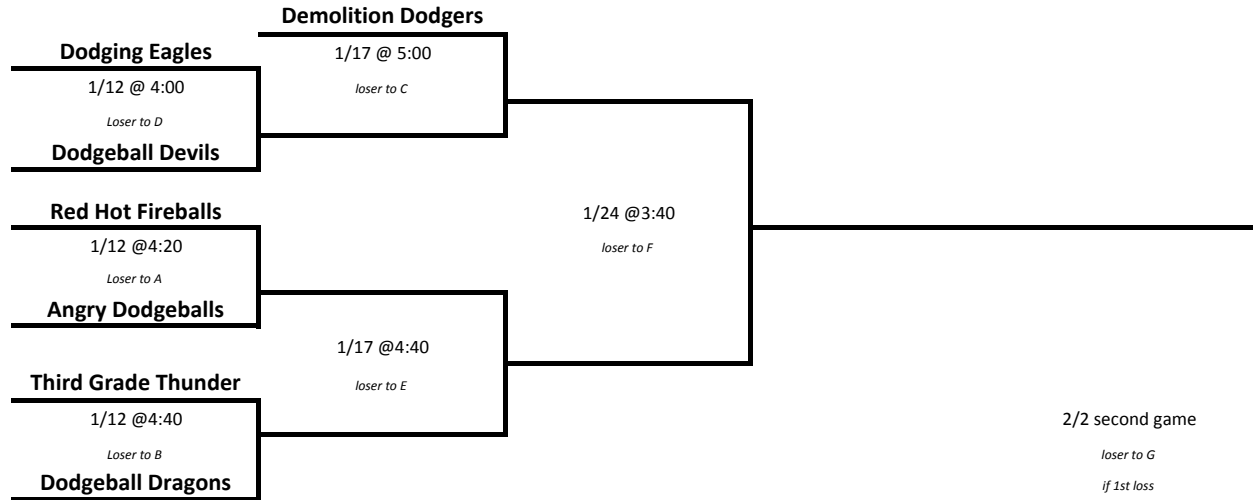 Demolition Dodgers
Dodging Eagles
1/17 @ 5:00
1/12 @ 4:00
loser to C
Loser to D
Dodgeball Devils
Red Hot Fireballs
1/24 @3:40
1/12 @4:20
loser to F
Loser to A
Angry Dodgeballs
1/17 @4:40
Third Grade Thunder
loser to E
1/12 @4:40
2/2 second game
Loser to B
loser to G
Dodgeball Dragons
if 1st loss